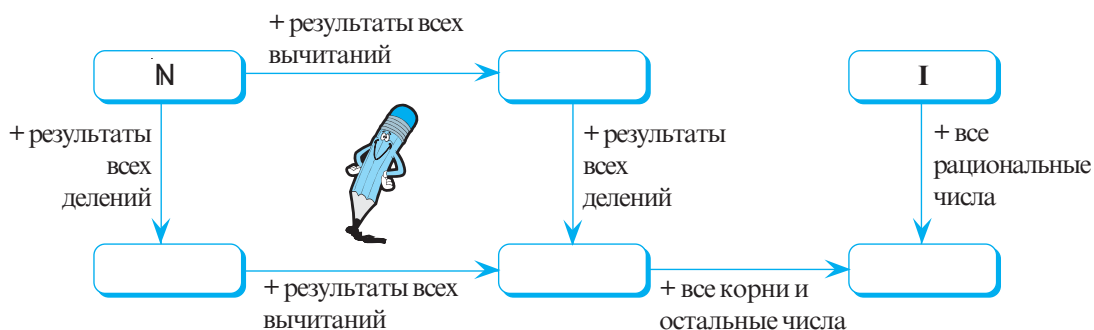 + результаты всех
вычитаний
ℕ
I
+ результаты
всех
делений
+ результаты
всех
делений
+ все
рациональные
числа
+ результаты всех
вычитаний
+ все корни и
остальные числа